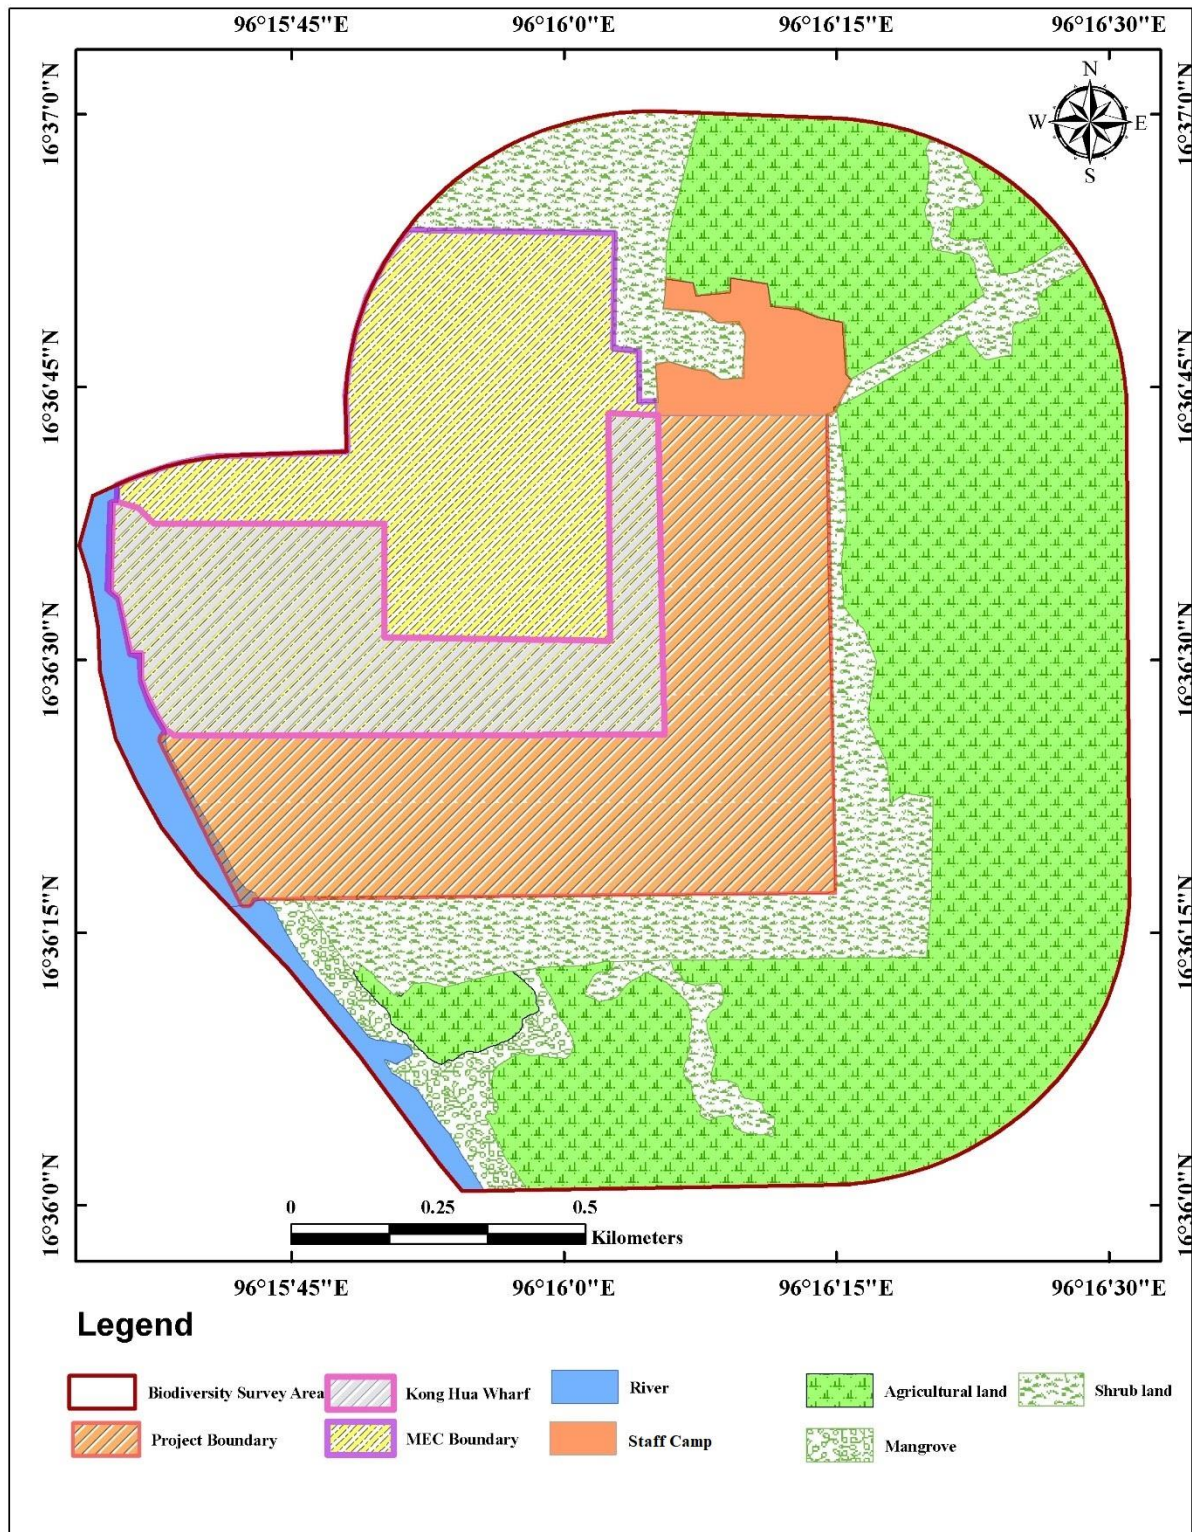 96°15'45"E 96°16'0"E 96°16'15"E 96°16'30"E
N
W E
S
16°37'0"N 16°37'0"N
16°36'45"N 16°36'45"N
16°36'30"N 16°36'30"N
16°36'15"N 16°36'15"N
16°36'0"N 16°36'0"N
0 0.25 0.5
Kilometers
96°15'45"E 96°16'0"E 96°16'15"E 96°16'30"E
Legend
Biodiversity Survey Area Kong Hua Wharf River Agricultural land Shrub land
Project Boundary MEC Boundary Staff Camp Mangrove